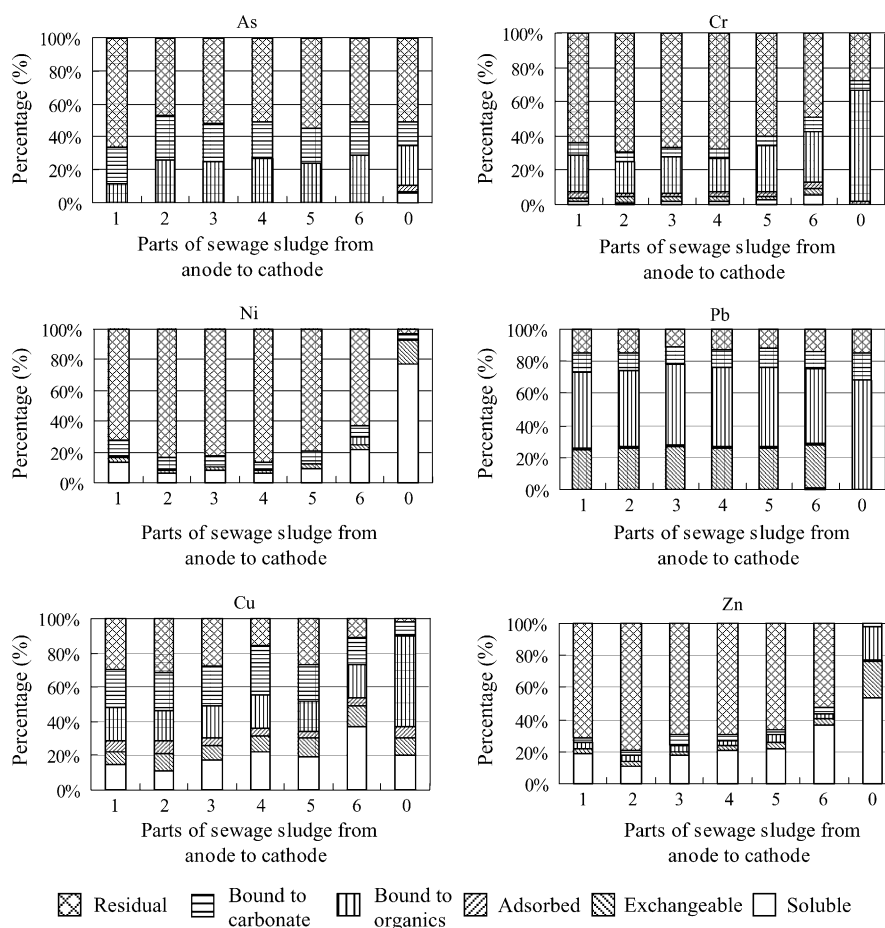 As
Percentage (%)
100%
80%
60%
40%
20%
0%
1 2 3 4 5 6 0
Parts of sewage sludge from
anode to cathode
Cr
Percentage (%)
100%
80%
60%
40%
20%
0%
1 2 3 4 5 6 0
Parts of sewage sludge from
anode to cathode
Ni
Percentage (%)
100%
80%
60%
40%
20%
0%
1 2 3 4 5 6 0
Parts of sewage sludge from
anode to cathode
Pb
Percentage (%)
100%
80%
60%
40%
20%
0%
1 2 3 4 5 6 0
Parts of sewage sludge from
anode to cathode
Cu
Percentage (%)
100%
80%
60%
40%
20%
0%
1 2 3 4 5 6 0
Parts of sewage sludge from
anode to cathode
Zn
Percentage (%)
100%
80%
60%
40%
20%
0%
1 2 3 4 5 6 0
Parts of sewage sludge from
anode to cathode
Residual
Bound to
carbonate
Bound to
organics
Adsorbed
Exchangeable
Soluble